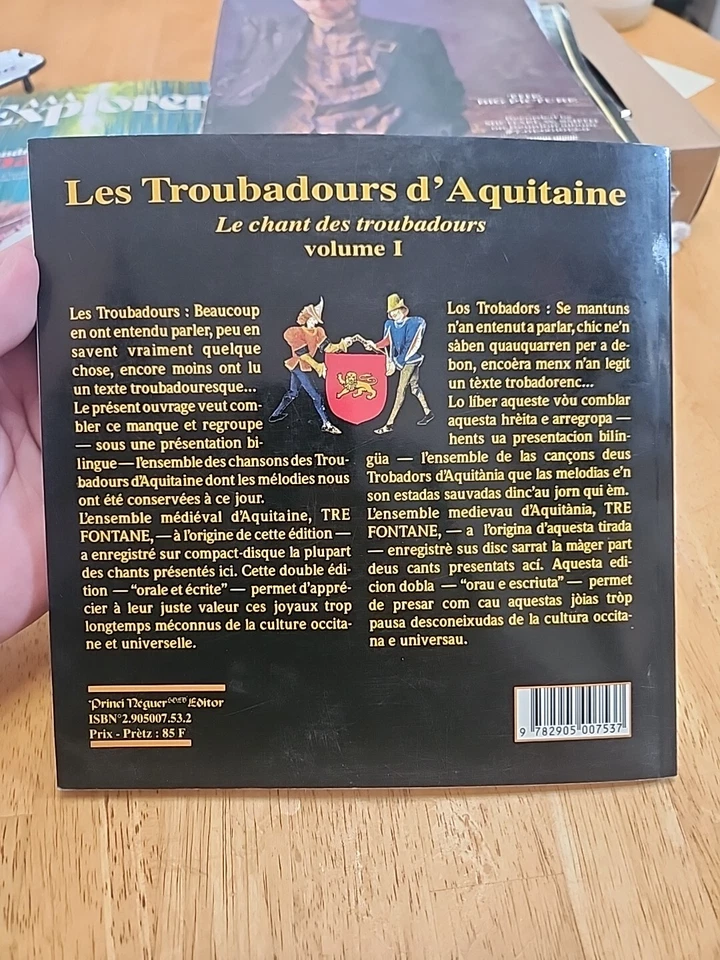 explorer
THE
BIG PICTURE
Les Troubadours d'Aquitaine
Le chant des troubadours
volume I
Les Troubadours : Beaucoup
en ont entendu parler, peu en
savent vraiment quelque
chose, encore moins ont lu
un texte troubadouresque...
Le présent ouvrage veut com-
bler ce manque et regroupe
— sous une présentation bi-
lingue — l'ensemble des chansons des Trou-
badours d'Aquitaine dont les mélodies nous
ont été conservées à ce jour.
L'ensemble médiéval d'Aquitaine, TRE
FONTANE, — à l'origine de cette édition —
a enregistré sur compact-disque la plupart
des chants présentés ici. Cette double édi-
tion — "orale et écrite" — permet d'appré-
cier à leur juste valeur ces joyaux trop
longtemps méconnus de la culture occita-
ne et universelle.
Los Trobadors : Se mantuns
n'an entenut a parlar, chic ne'n
sàben quauquarren per a de-
bon, encoèra menx n'an legit
un tèxte trobadorenc...
Lo líber aqueste vòu comblar
aquesta hrèita e arregropa —
hents ua presentacion bilin-
güa — l'ensemble de las cançons deus
Trobadors d'Aquitània que las melodias e'n
son estadas sauvadas dinc'au jorn qui èm.
L'ensemble medievau d'Aquitània, TRE
FONTANE, — a l'origina d'aquesta tirada
— enregistrè sus disc sarrat la màger part
deus cants presentats ací. Aquesta edi-
cion dobla — "orau e escriuta" — permet
de presar com cau aquestas jòias tròp
pausa desconeixudas de la cultura occita-
na e universau.
Princi Neguer Editor
ISBN°2.905007.53.2
Prix - Prètz : 85 F
9 782905 007537